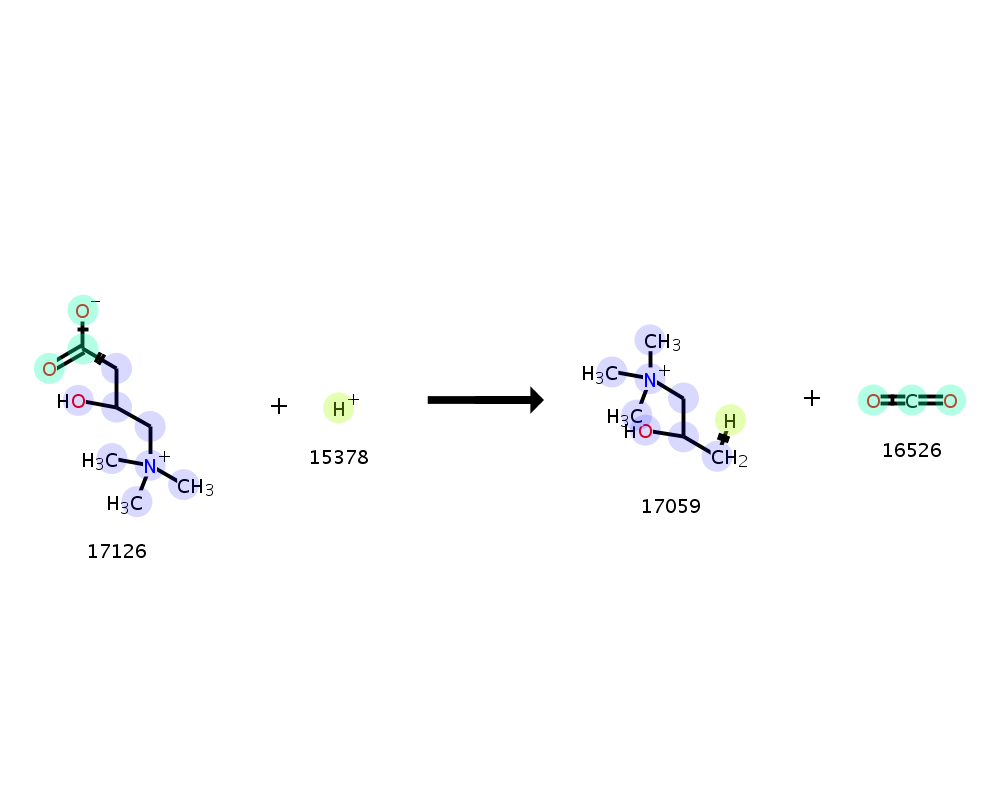 O⁻
O
HO
H₃C
N⁺
CH₃
H₃C
17126
+
H⁺
15378
CH₃
H₃C
N⁺
H₃C
HO
H
CH₂
17059
+
O C O
16526